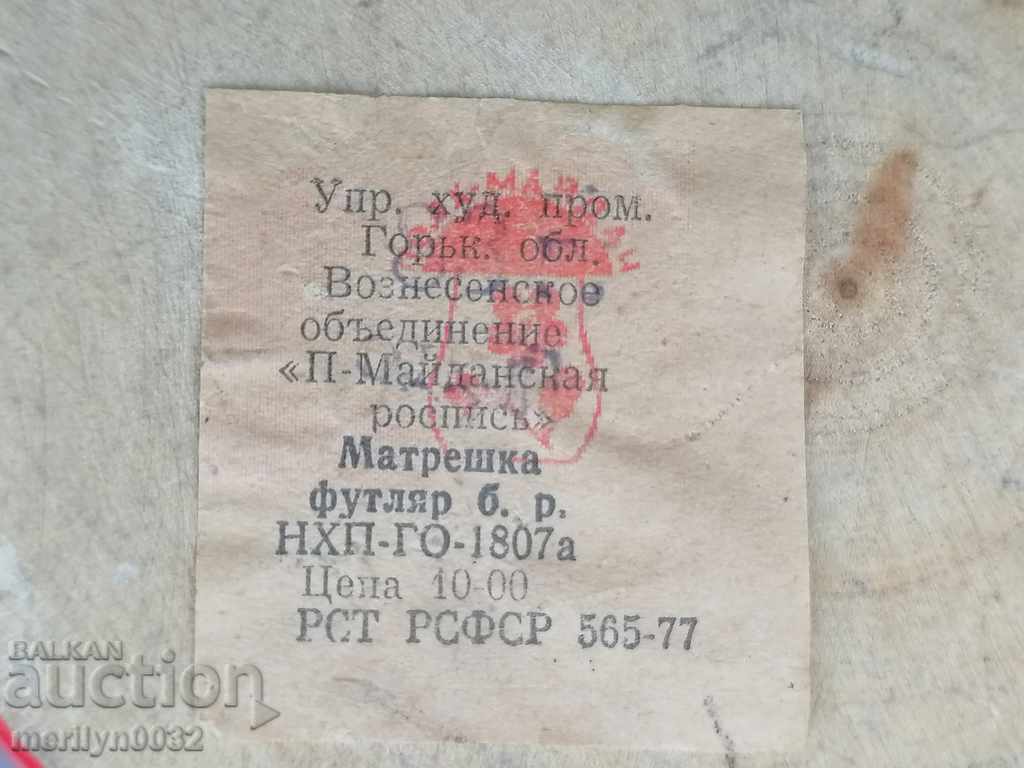 Упр. худ. пром.
Горьк. обл.
Вознесенское
объединение
«П-Майданская
роспись»
Матрешка
футляр б. р.
НХП-ГО-1807а
Цена 10-00
РСТ РСФСР 565-77
BALKAN
auction
merilyn0032